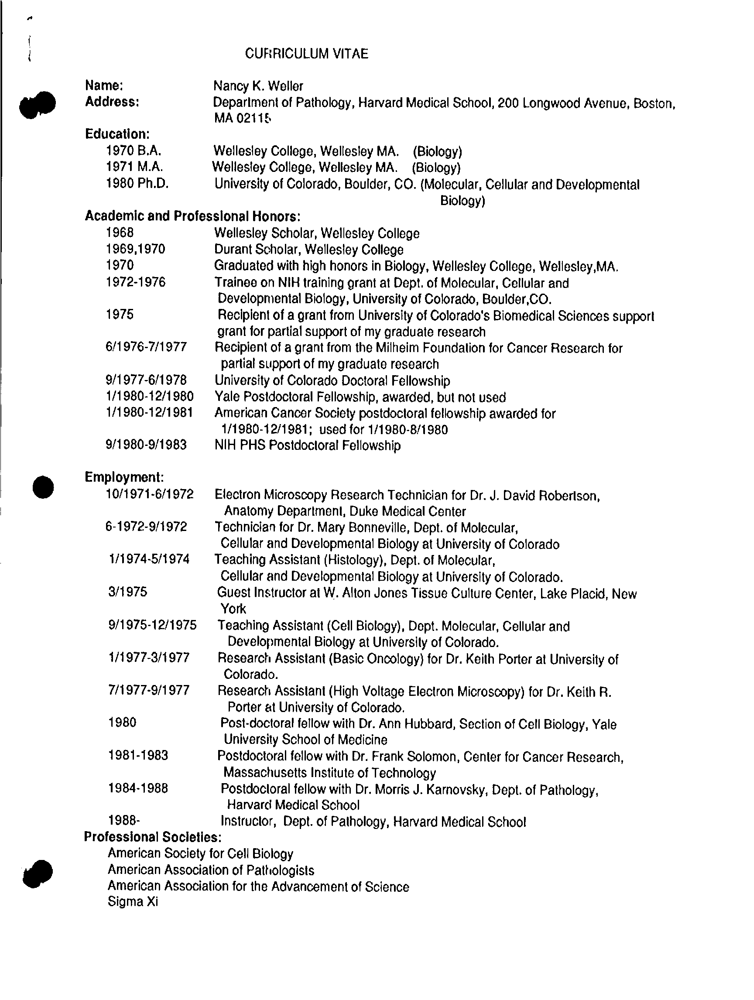 CURRICULUM VITAE
Name: Nancy K. Weller
Address: Department of Pathology, Harvard Medical School, 200 Longwood Avenue, Boston,
MA 02115
Education:
1970 B.A. Wellesley College, Wellesley MA. (Biology)
1971 M.A. Wellesley College, Wellesley MA. (Biology)
1980 Ph.D. University of Colorado, Boulder, CO. (Molecular, Cellular and Developmental
Biology)
Academic and Professional Honors:
1968 Wellesley Scholar, Wellesley College
1969,1970 Durant Scholar, Wellesley College
1970 Graduated with high honors in Biology, Wellesley College, Wellesley,MA.
1972-1976 Trainee on NIH training grant at Dept. of Molecular, Cellular and
Developmental Biology, University of Colorado, Boulder,CO.
1975 Recipient of a grant from University of Colorado's Biomedical Sciences support
grant for partial support of my graduate research
6/1976-7/1977 Recipient of a grant from the Milheim Foundation for Cancer Research for
partial support of my graduate research
9/1977-6/1978 University of Colorado Doctoral Fellowship
1/1980-12/1980 Yale Postdoctoral Fellowship, awarded, but not used
1/1980-12/1981 American Cancer Society postdoctoral fellowship awarded for
1/1980-12/1981; used for 1/1980-8/1980
9/1980-9/1983 NIH PHS Postdoctoral Fellowship
Employment:
10/1971-6/1972 Electron Microscopy Research Technician for Dr. J. David Robertson,
Anatomy Department, Duke Medical Center
6-1972-9/1972 Technician for Dr. Mary Bonneville, Dept. of Molecular,
Cellular and Developmental Biology at University of Colorado
1/1974-5/1974 Teaching Assistant (Histology), Dept. of Molecular,
Cellular and Developmental Biology at University of Colorado.
3/1975 Guest Instructor at W. Alton Jones Tissue Culture Center, Lake Placid, New
York
9/1975-12/1975 Teaching Assistant (Cell Biology), Dept. Molecular, Cellular and
Developmental Biology at University of Colorado.
1/1977-3/1977 Research Assistant (Basic Oncology) for Dr. Keith Porter at University of
Colorado.
7/1977-9/1977 Research Assistant (High Voltage Electron Microscopy) for Dr. Keith R.
Porter at University of Colorado.
1980 Post-doctoral fellow with Dr. Ann Hubbard, Section of Cell Biology, Yale
University School of Medicine
1981-1983 Postdoctoral fellow with Dr. Frank Solomon, Center for Cancer Research,
Massachusetts Institute of Technology
1984-1988 Postdoctoral fellow with Dr. Morris J. Karnovsky, Dept. of Pathology,
Harvard Medical School
1988- Instructor, Dept. of Pathology, Harvard Medical School
Professional Societies:
American Society for Cell Biology
American Association of Pathologists
American Association for the Advancement of Science
Sigma Xi